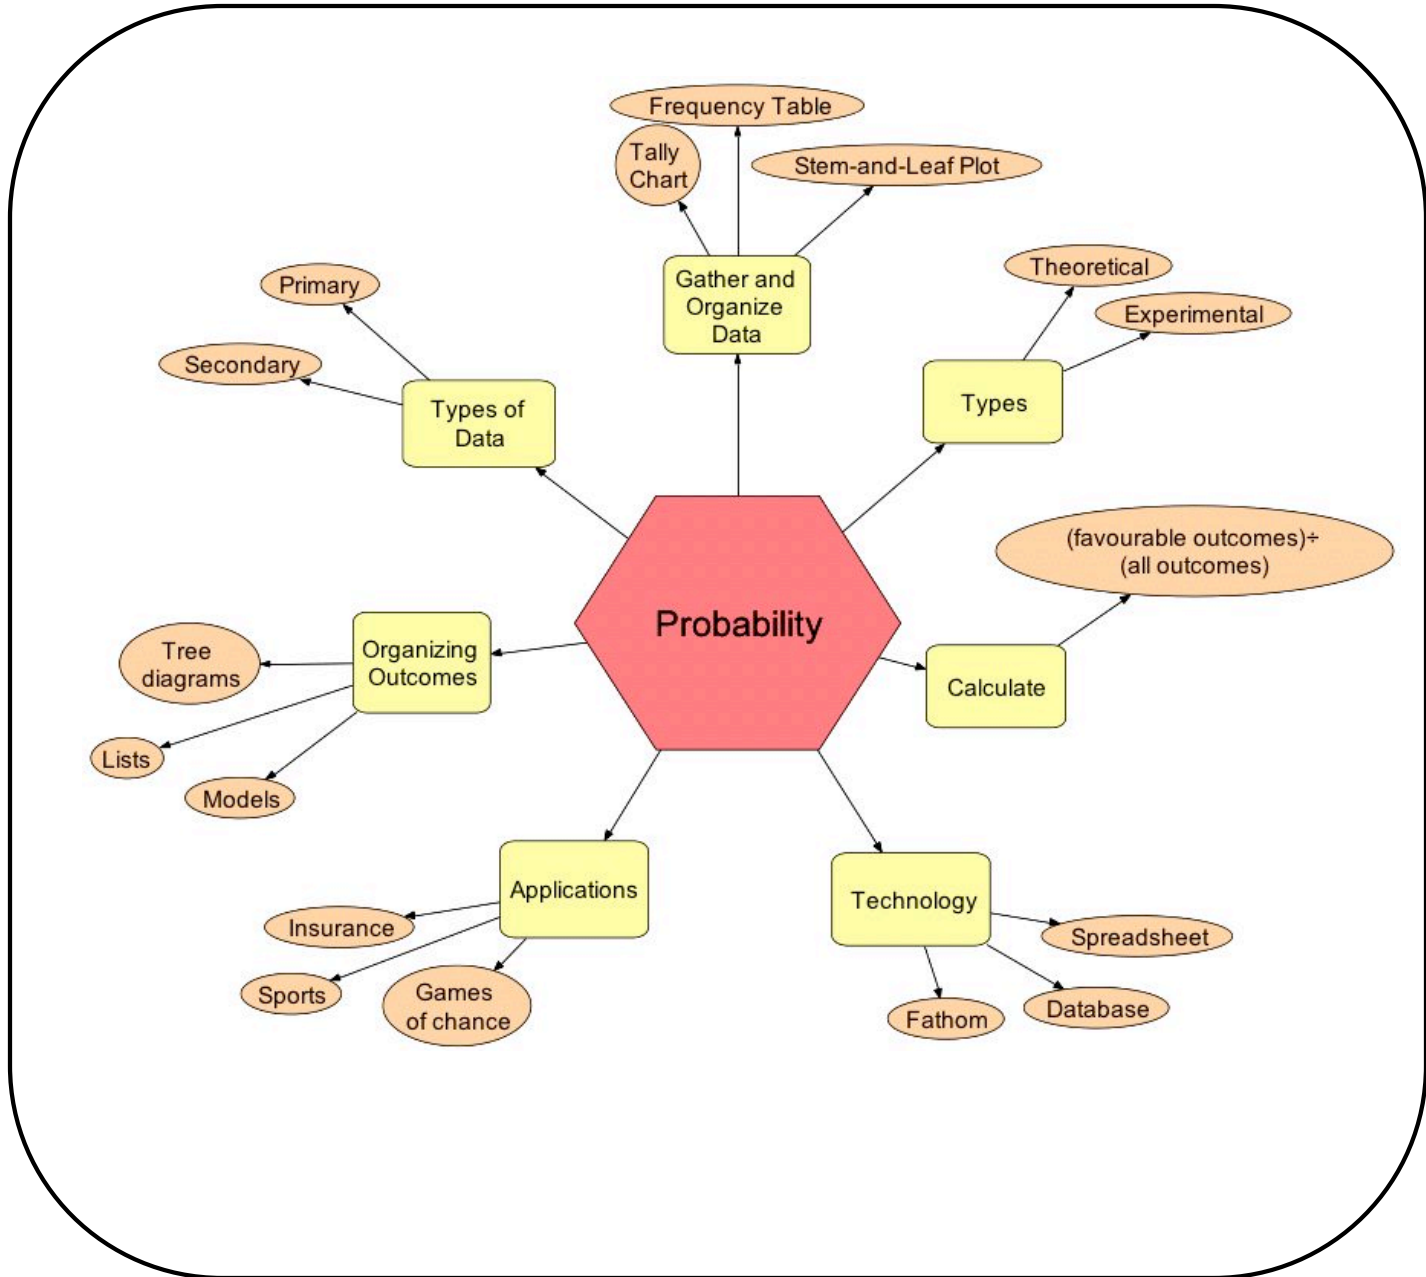 Frequency Table
Tally
Chart
Stem-and-Leaf Plot
Gather and
Organize
Data
Primary
Secondary
Types of
Data
Theoretical
Experimental
Types
(favourable outcomes)÷
(all outcomes)
Probability
Calculate
Organizing
Outcomes
Tree
diagrams
Lists
Models
Applications
Insurance
Sports
Games
of chance
Technology
Spreadsheet
Database
Fathom